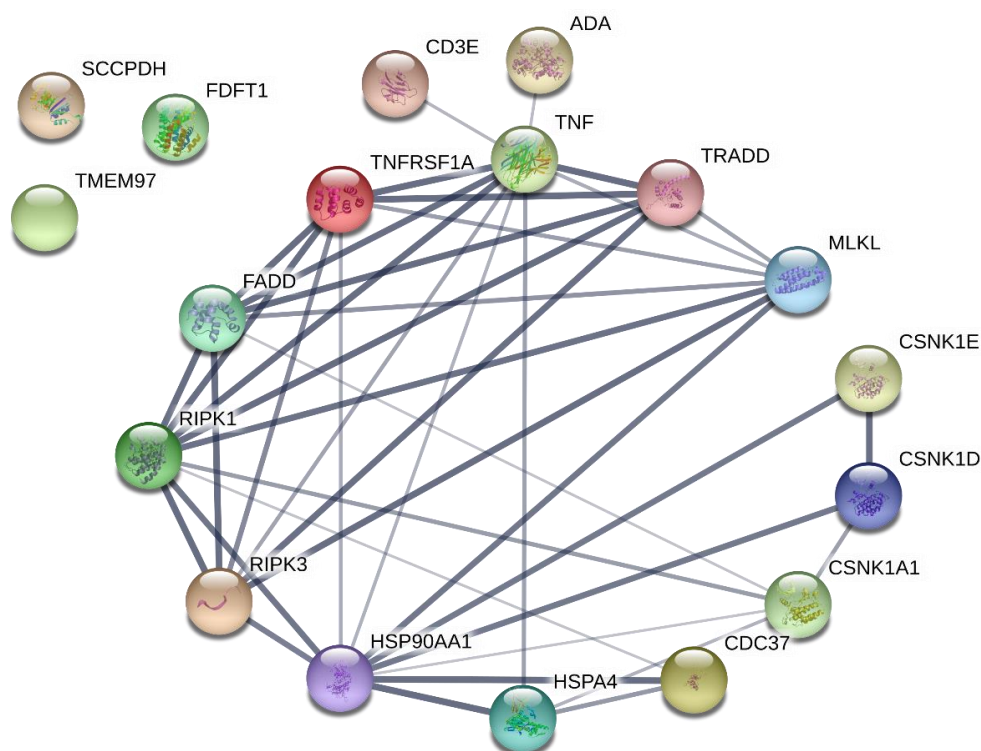 ADA
CD3E
SCCPDH
FDFT1
TNF
TNFRSF1A
TRADD
TMEM97
MLKL
FADD
CSNK1E
RIPK1
CSNK1D
RIPK3
CSNK1A1
HSP90AA1
CDC37
HSPA4